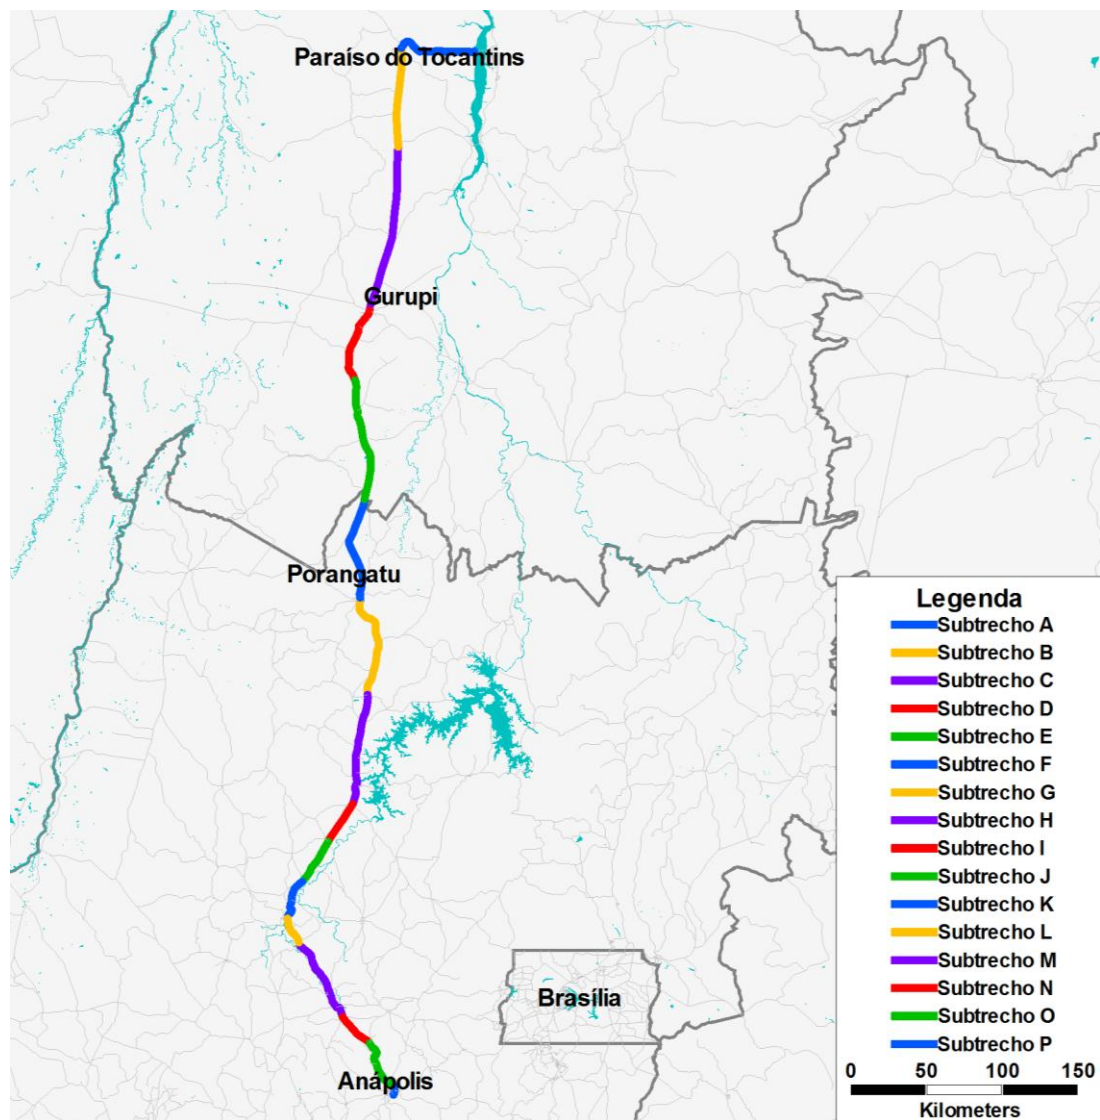 Paraíso do Tocantins
Gurupi
Porangatu
Brasília
Anápolis
Legenda
Subtrecho A
Subtrecho B
Subtrecho C
Subtrecho D
Subtrecho E
Subtrecho F
Subtrecho G
Subtrecho H
Subtrecho I
Subtrecho J
Subtrecho K
Subtrecho L
Subtrecho M
Subtrecho N
Subtrecho O
Subtrecho P
0 50 100 150
Kilometers